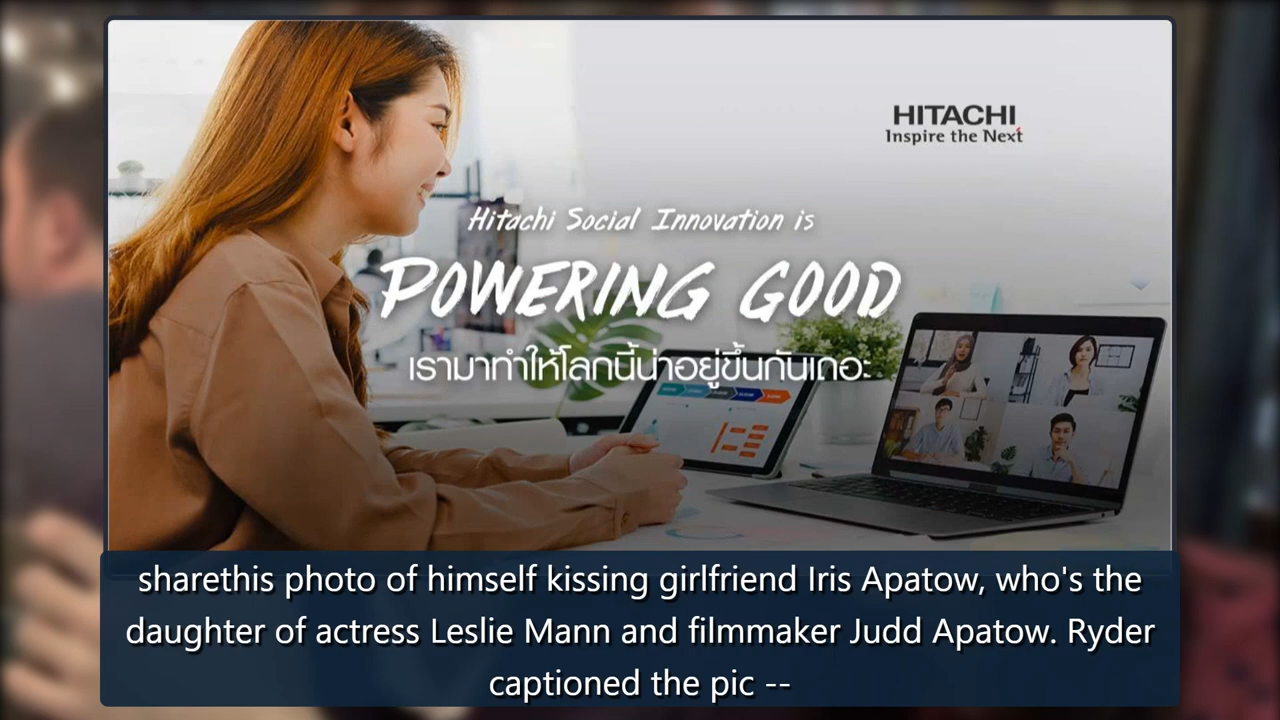 HITACHI
Inspire the Next
Hitachi Social Innovation is
POWERING GOOD
เรามาทำให้โลกนี้น่าอยู่ขึ้นกันเถอะ
sharethis photo of himself kissing girlfriend Iris Apatow, who's the
daughter of actress Leslie Mann and filmmaker Judd Apatow. Ryder
captioned the pic --